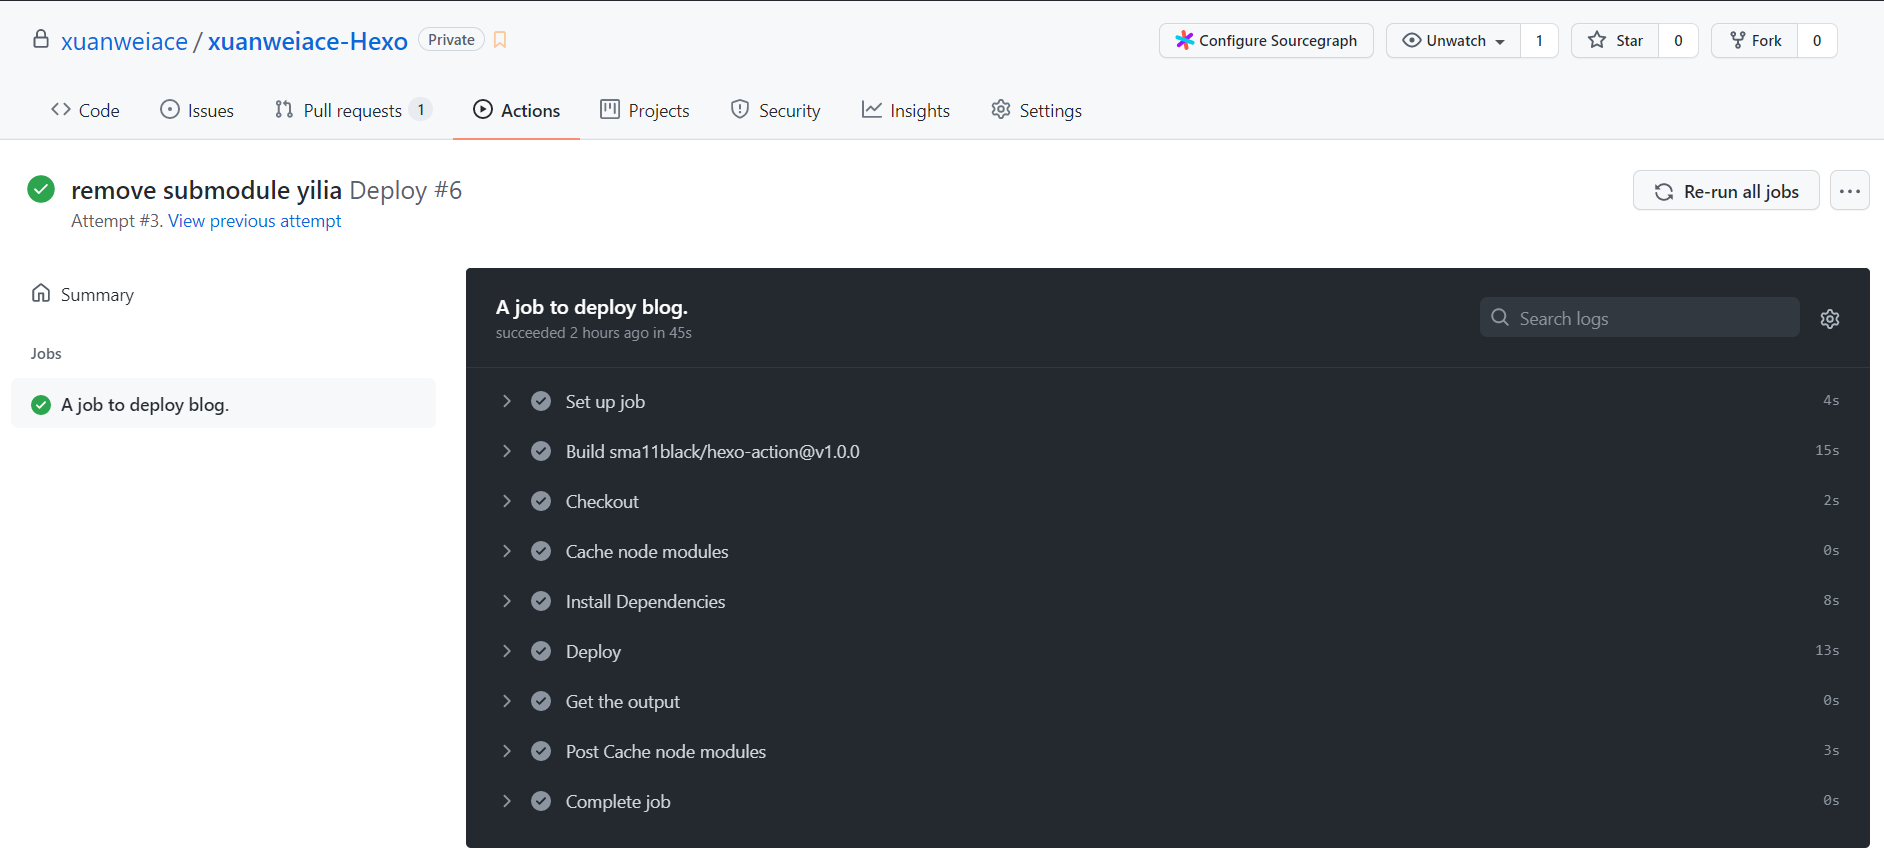 xuanweiace / xuanweiace-Hexo Private Configure Sourcegraph Unwatch 1 Star 0 Fork 0
Code Issues Pull requests 1 Actions Projects Security Insights Settings
remove submodule yilia Deploy #6 Re-run all jobs ...
Attempt #3. View previous attempt
Summary
Jobs
A job to deploy blog.
A job to deploy blog.
succeeded 2 hours ago in 45s
Search logs
Set up job 4s
Build sma11black/hexo-action@v1.0.0 15s
Checkout 2s
Cache node modules 0s
Install Dependencies 8s
Deploy 13s
Get the output 0s
Post Cache node modules 3s
Complete job 0s